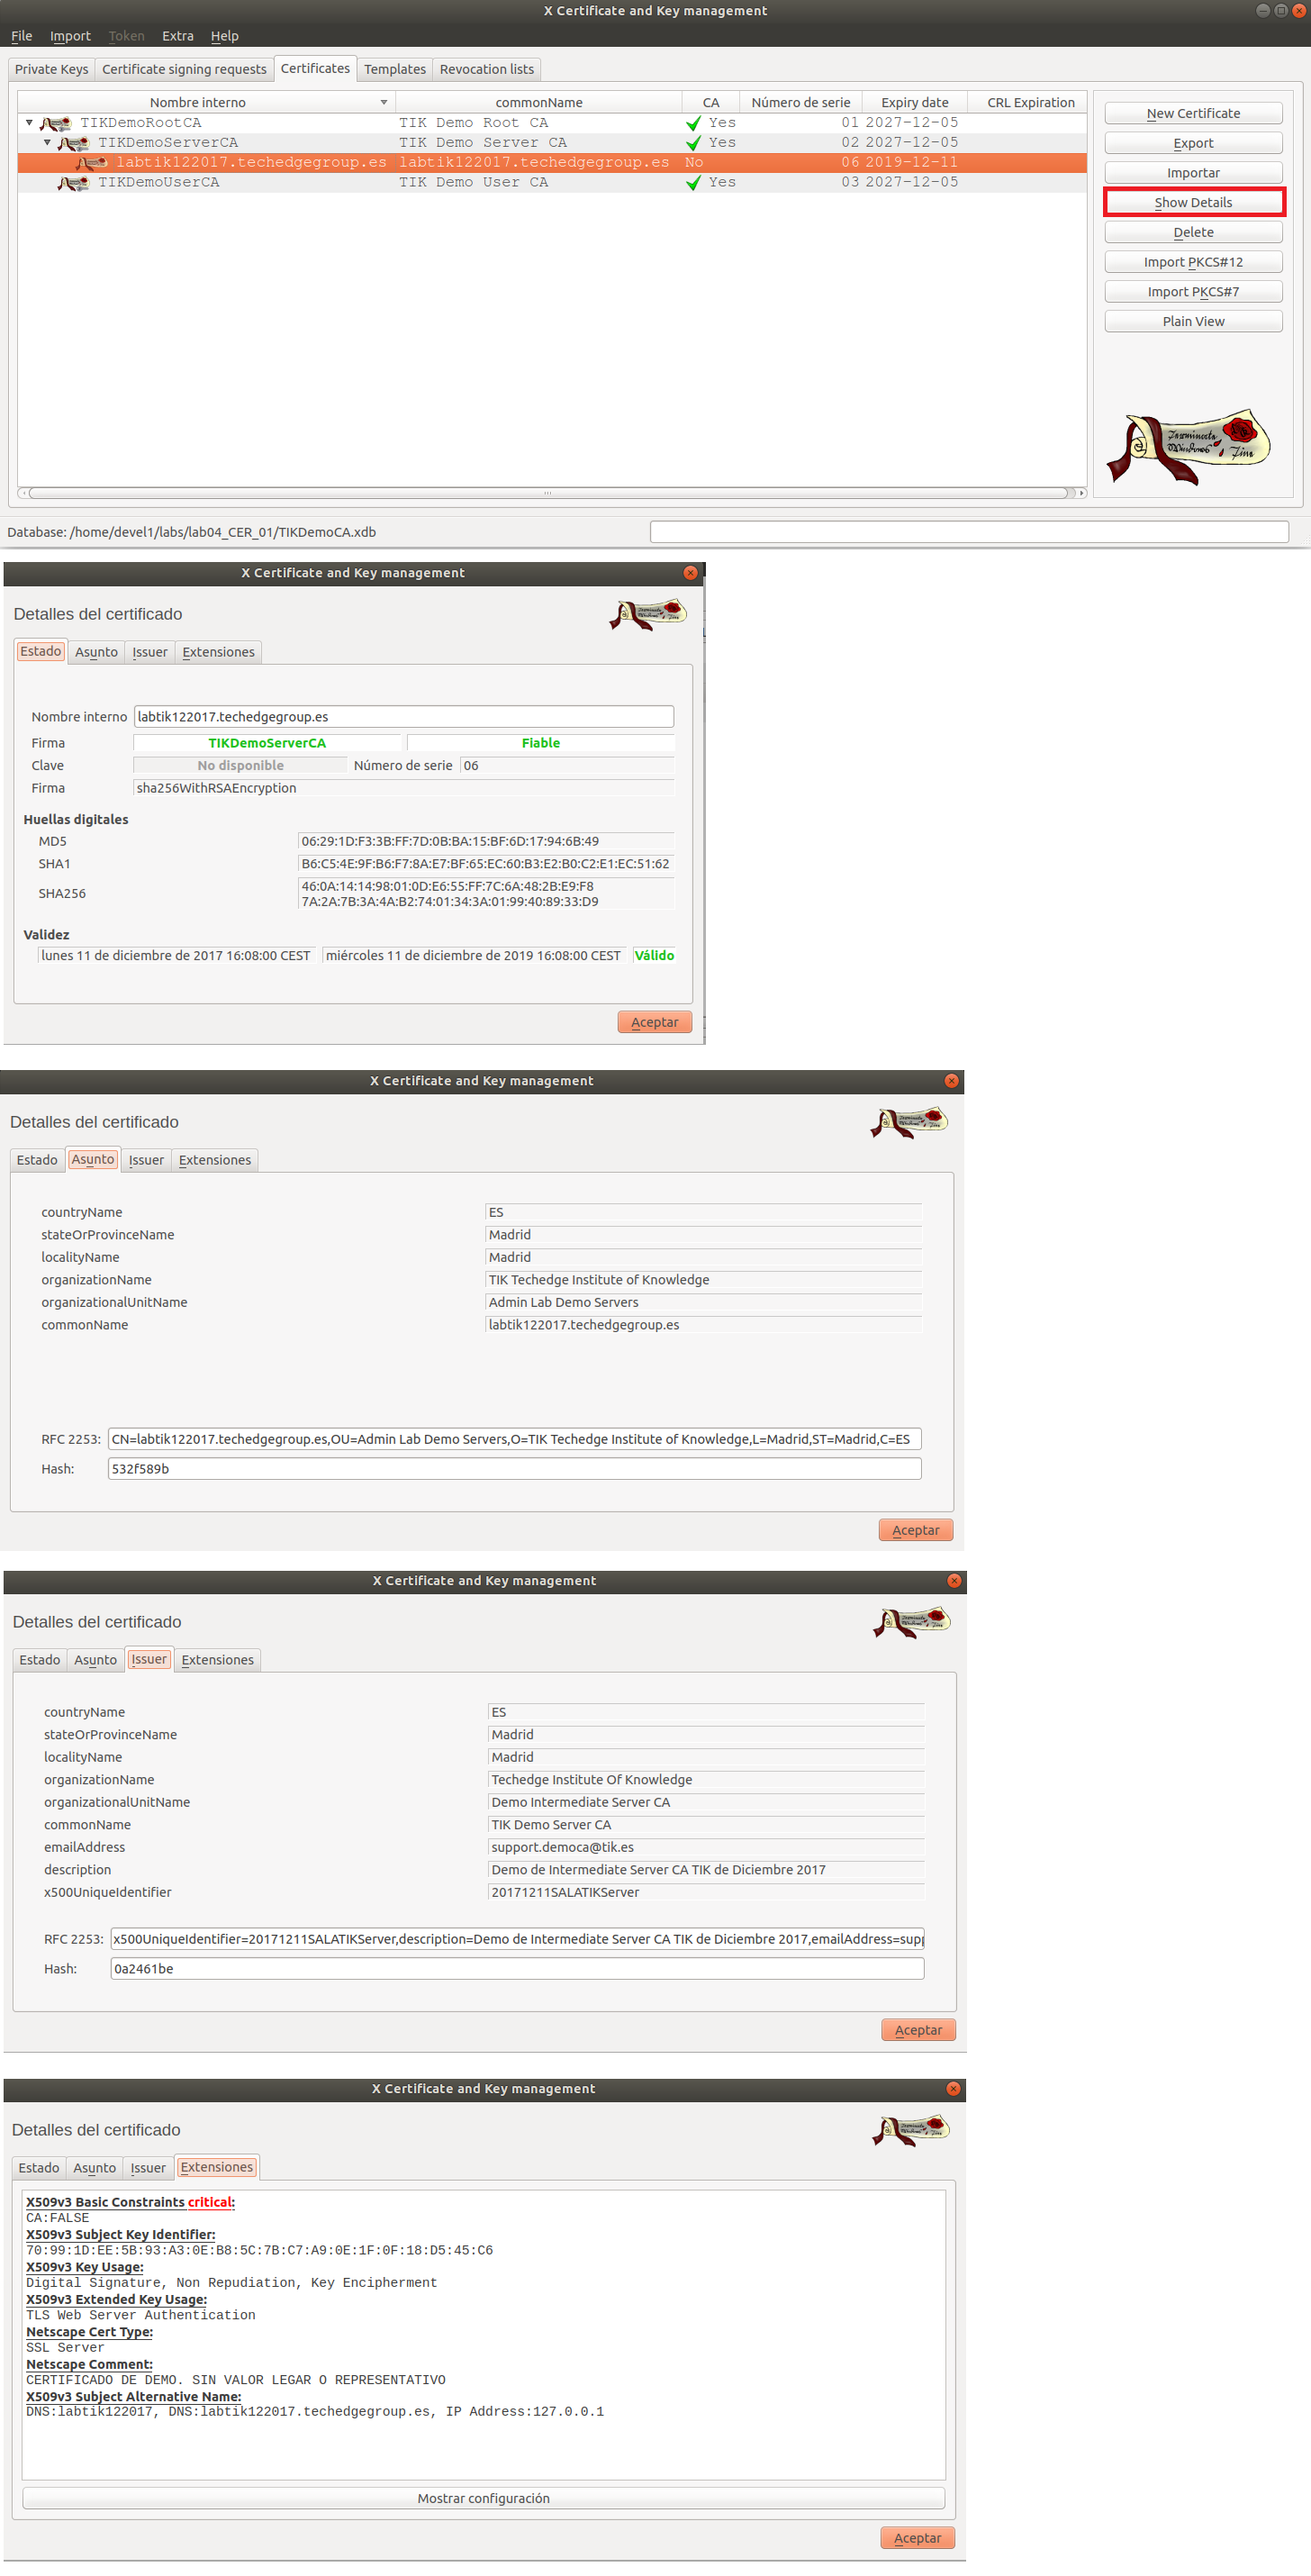 X Certificate and Key management
File Import Token Extra Help
Private Keys Certificate signing requests Certificates Templates Revocation lists
Nombre interno commonName CA Número de serie Expiry date CRL Expiration
TIKDemoRootCA TIK Demo Root CA Yes 01 2027-12-05
TIKDemoServerCA TIK Demo Server CA Yes 02 2027-12-05
labtik122017.techedgegroup.es labtik122017.techedgegroup.es No 06 2019-12-11
TIKDemoUserCA TIK Demo User CA Yes 03 2027-12-05
New Certificate
Export
Importar
Show Details
Delete
Import PKCS#12
Import PKCS#7
Plain View
Database: /home/devel1/labs/lab04_CER_01/TIKDemoCA.xdb
X Certificate and Key management
Detalles del certificado
Estado Asunto Issuer Extensiones
Nombre interno labtik122017.techedgegroup.es
Firma TIKDemoServerCA Fiable
Clave No disponible Número de serie 06
Firma sha256WithRSAEncryption
Huellas digitales
MD5 06:29:1D:F3:3B:FF:7D:0B:BA:15:BF:6D:17:94:6B:49
SHA1 B6:C5:4E:9F:B6:F7:8A:E7:BF:65:EC:60:B3:E2:B0:C2:E1:EC:51:62
SHA256 46:0A:14:14:98:01:0D:E6:55:FF:7C:6A:48:2B:E9:F8
7A:2A:7B:3A:4A:B2:74:01:34:3A:01:99:40:89:33:D9
Validez
lunes 11 de diciembre de 2017 16:08:00 CEST miércoles 11 de diciembre de 2019 16:08:00 CEST Válido
Aceptar
X Certificate and Key management
Detalles del certificado
Estado Asunto Issuer Extensiones
countryName ES
stateOrProvinceName Madrid
localityName Madrid
organizationName TIK Techedge Institute of Knowledge
organizationalUnitName Admin Lab Demo Servers
commonName labtik122017.techedgegroup.es
RFC 2253: CN=labtik122017.techedgegroup.es,OU=Admin Lab Demo Servers,O=TIK Techedge Institute of Knowledge,L=Madrid,ST=Madrid,C=ES
Hash: 532f589b
Aceptar
X Certificate and Key management
Detalles del certificado
Estado Asunto Issuer Extensiones
countryName ES
stateOrProvinceName Madrid
localityName Madrid
organizationName Techedge Institute Of Knowledge
organizationalUnitName Demo Intermediate Server CA
commonName TIK Demo Server CA
emailAddress support.democa@tik.es
description Demo de Intermediate Server CA TIK de Diciembre 2017
x500UniqueIdentifier 20171211SALATIKServer
RFC 2253: x500UniqueIdentifier=20171211SALATIKServer,description=Demo de Intermediate Server CA TIK de Diciembre 2017,emailAddress=supp
Hash: 0a2461be
Aceptar
X Certificate and Key management
Detalles del certificado
Estado Asunto Issuer Extensiones
X509v3 Basic Constraints critical:
CA:FALSE
X509v3 Subject Key Identifier:
70:99:1D:EE:5B:93:A3:0E:B8:5C:7B:C7:A9:0E:1F:0F:18:D5:45:C6
X509v3 Key Usage:
Digital Signature, Non Repudiation, Key Encipherment
X509v3 Extended Key Usage:
TLS Web Server Authentication
Netscape Cert Type:
SSL Server
Netscape Comment:
CERTIFICADO DE DEMO. SIN VALOR LEGAR O REPRESENTATIVO
X509v3 Subject Alternative Name:
DNS:labtik122017, DNS:labtik122017.techedgegroup.es, IP Address:127.0.0.1
Mostrar configuración
Aceptar